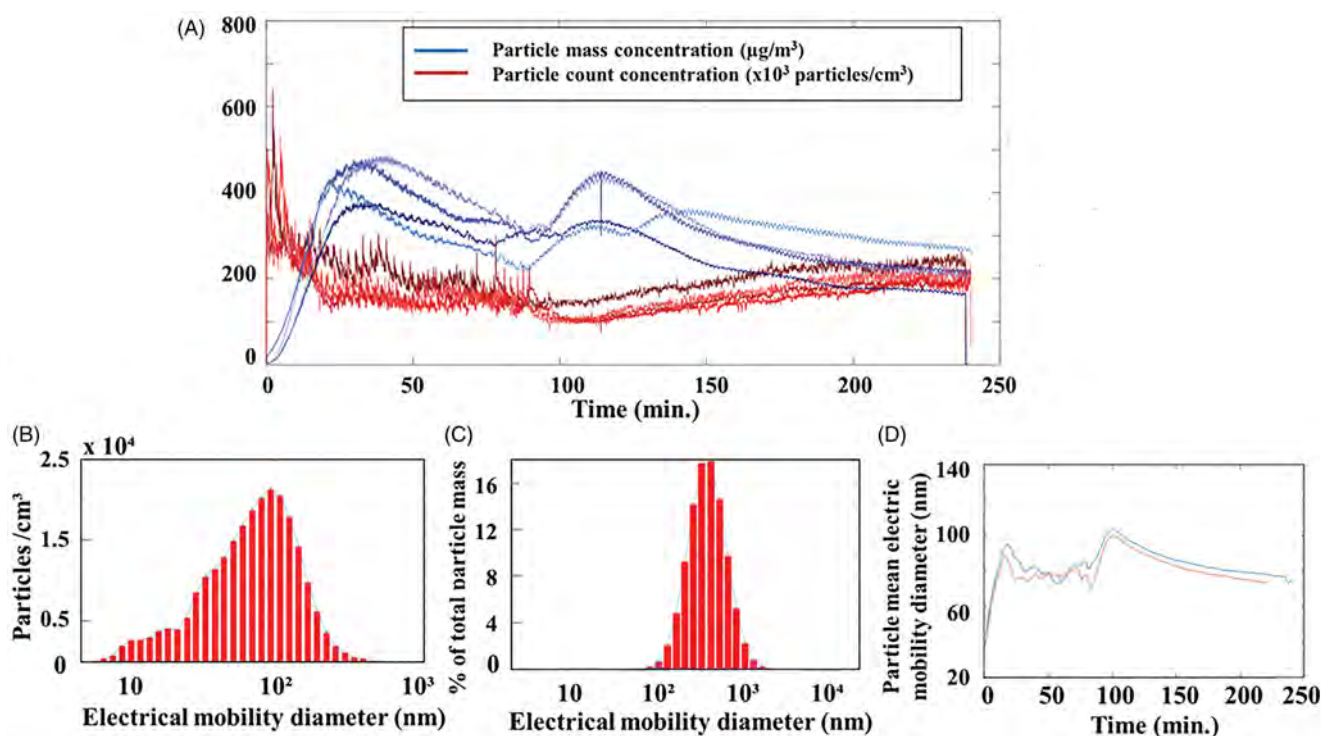 (A)
800
600
400
200
0
Particle mass concentration (µg/m³)
Particle count concentration (x10³ particles/cm³)
0 50 100 150 200 250
Time (min.)
(B)
x 10⁴
2.5
1.5
0.5
0
Particles /cm³
10 10² 10³
Electrical mobility diameter (nm)
(C)
16
12
8
4
0
% of total particle mass
10 10² 10³ 10⁴
Electrical mobility diameter (nm)
(D)
140
100
60
20
Particle mean electric
mobility diameter (nm)
0 50 100 150 200 250
Time (min.)